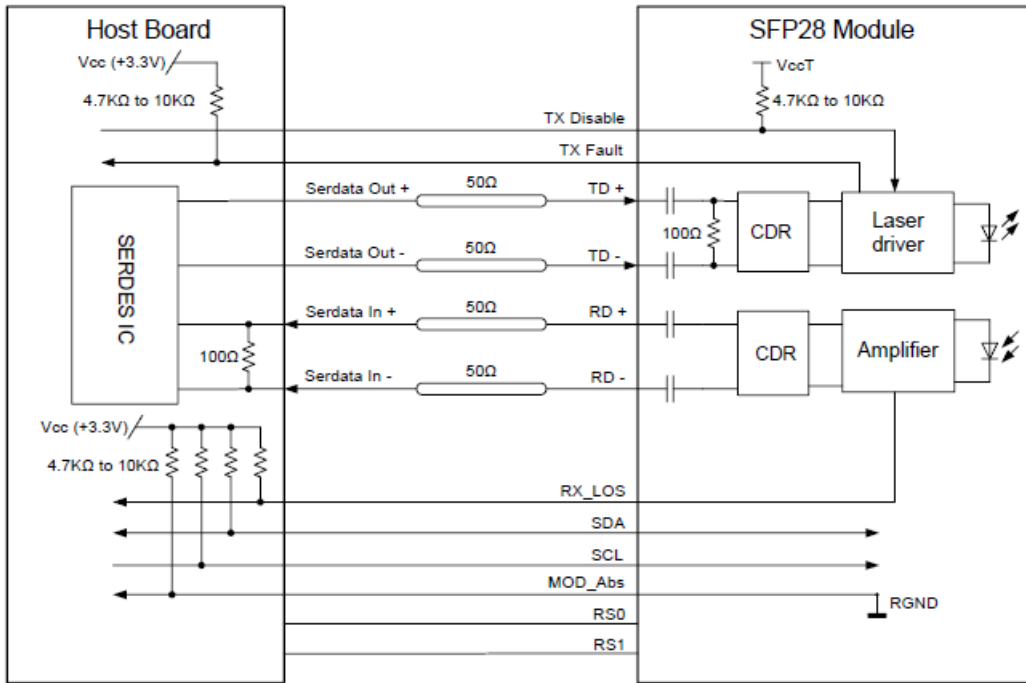 Host Board
SFP28 Module
Vcc (+3.3V)
4.7KΩ to 10KΩ
VccT
4.7KΩ to 10KΩ
TX Disable
TX Fault
Serdata Out +
50Ω
TD +
Serdata Out -
50Ω
TD -
100Ω
CDR
Laser
driver
SERDES IC
Serdata In +
50Ω
RD +
100Ω
Serdata In -
50Ω
RD -
CDR
Amplifier
Vcc (+3.3V)
4.7KΩ to 10KΩ
RX_LOS
SDA
SCL
MOD_Abs
RGND
RS0
RS1